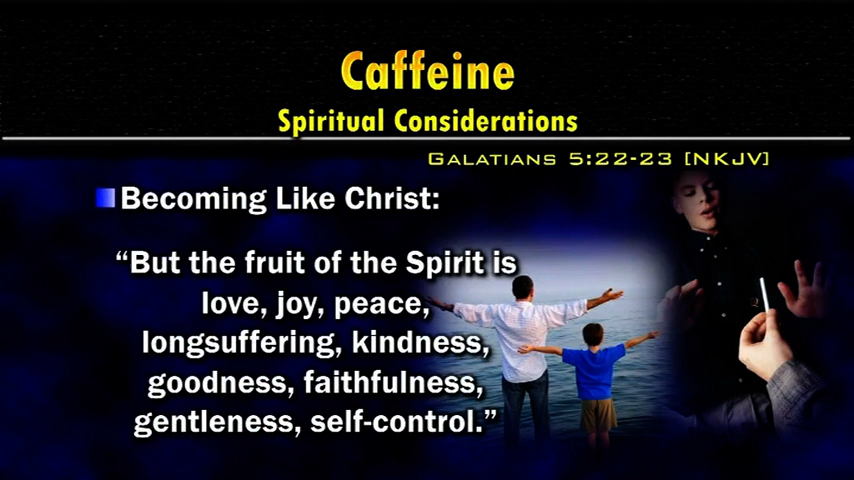 Caffeine
Spiritual Considerations
GALATIANS 5:22-23 [NKJV]
Becoming Like Christ:
“But the fruit of the Spirit is
love, joy, peace,
longsuffering, kindness,
goodness, faithfulness,
gentleness, self-control.”